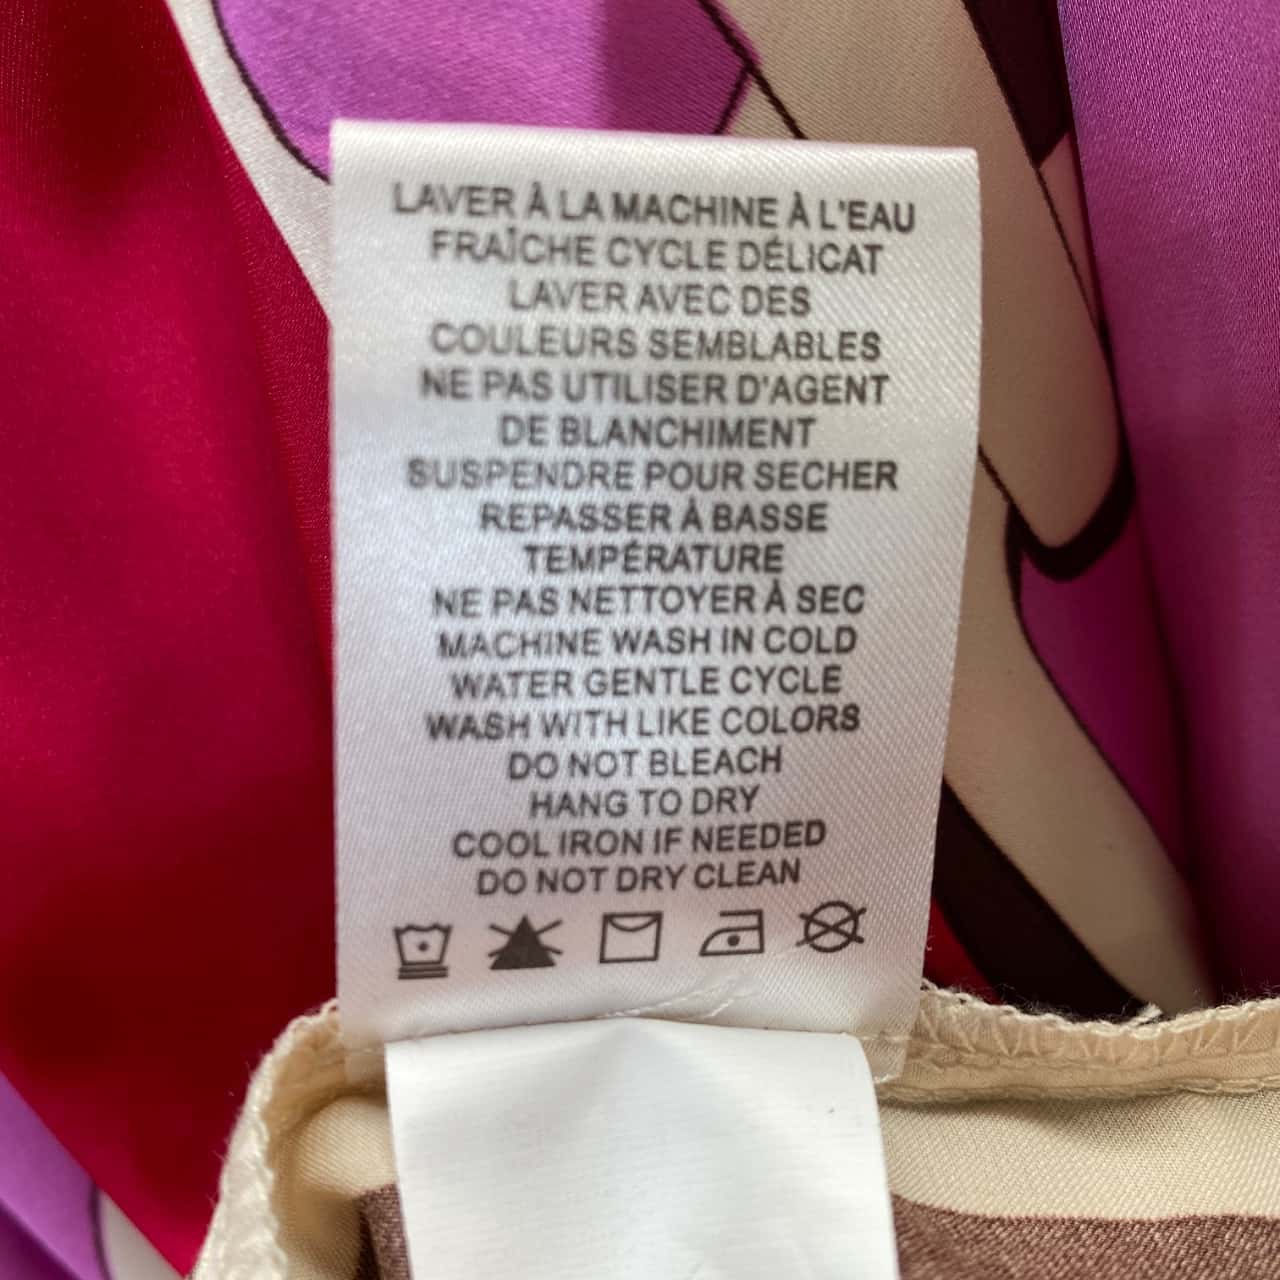 LAVER À LA MACHINE À L'EAU
FRAÎCHE CYCLE DÉLICAT
LAVER AVEC DES
COULEURS SEMBLABLES
NE PAS UTILISER D'AGENT
DE BLANCHIMENT
SUSPENDRE POUR SECHER
REPASSER À BASSE
TEMPÉRATURE
NE PAS NETTOYER À SEC
MACHINE WASH IN COLD
WATER GENTLE CYCLE
WASH WITH LIKE COLORS
DO NOT BLEACH
HANG TO DRY
COOL IRON IF NEEDED
DO NOT DRY CLEAN